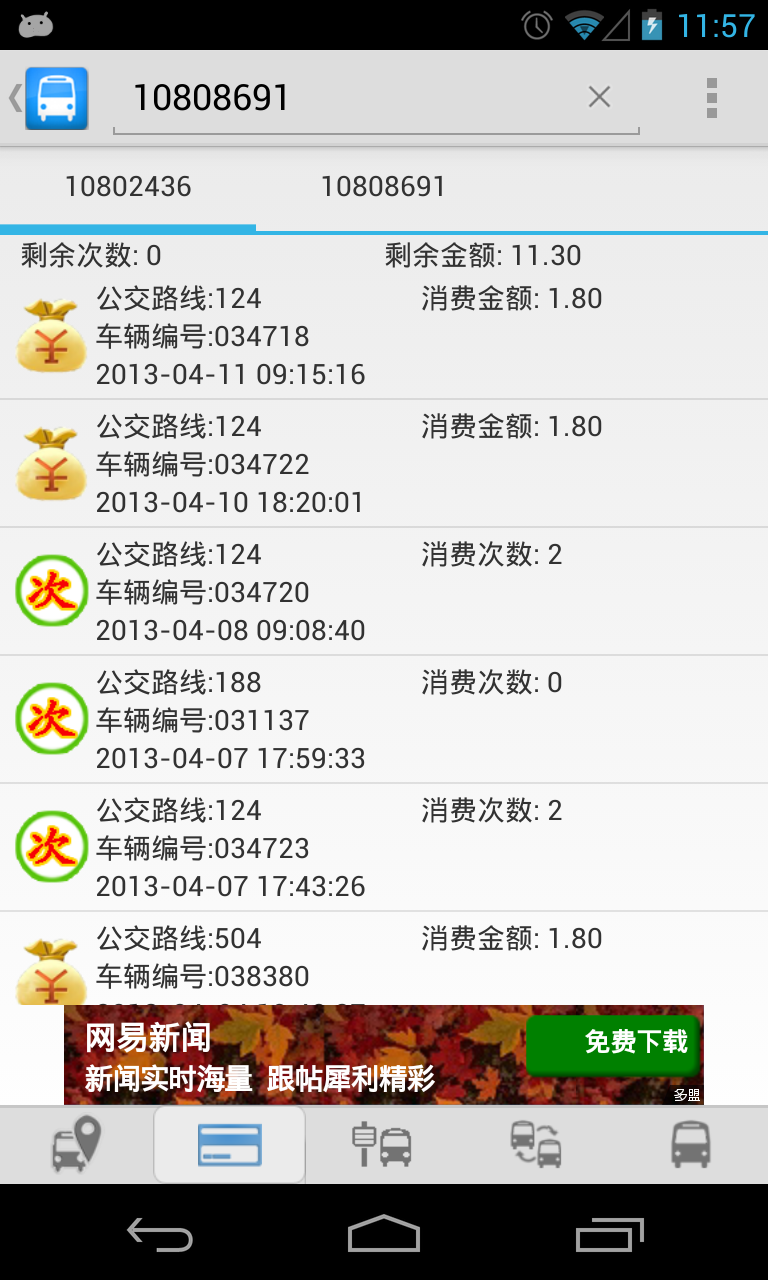 11:57
10808691
10802436 10808691
剩余次数: 0 剩余金额: 11.30
公交路线:124 消费金额: 1.80
车辆编号:034718
2013-04-11 09:15:16
公交路线:124 消费金额: 1.80
车辆编号:034722
2013-04-10 18:20:01
次
公交路线:124 消费次数: 2
车辆编号:034720
2013-04-08 09:08:40
次
公交路线:188 消费次数: 0
车辆编号:031137
2013-04-07 17:59:33
次
公交路线:124 消费次数: 2
车辆编号:034723
2013-04-07 17:43:26
公交路线:504 消费金额: 1.80
车辆编号:038380
网易新闻
免费下载
新闻实时海量 跟帖犀利精彩
多盟